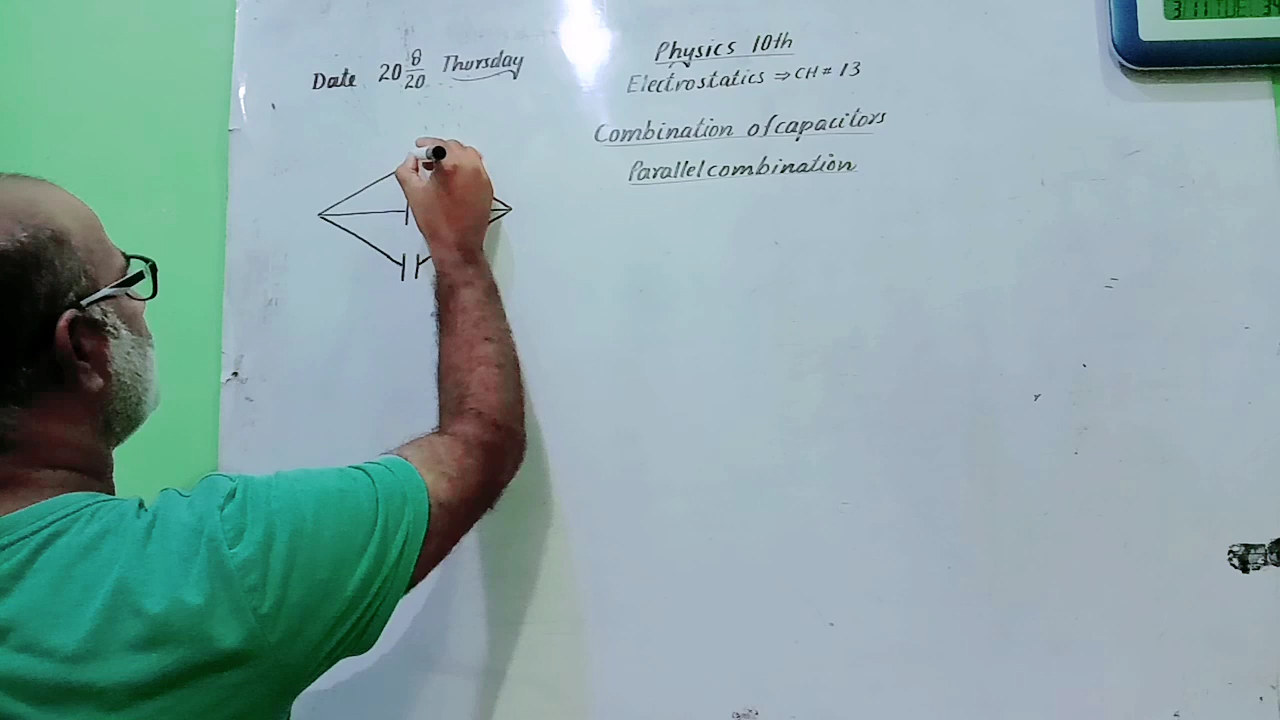 Date 20 8/20 Thursday
Physics 10th
Electrostatics ⇒ CH # 13
Combination of capacitors
Parallel combination